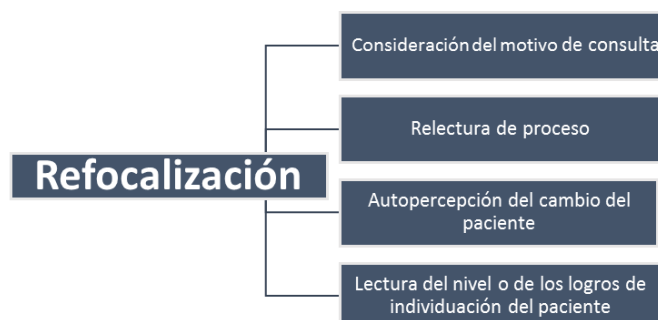 Refocalización
Consideración del motivo de consulta
Relectura de proceso
Autopercepción del cambio del
paciente
Lectura del nivel o de los logros de
individuación del paciente